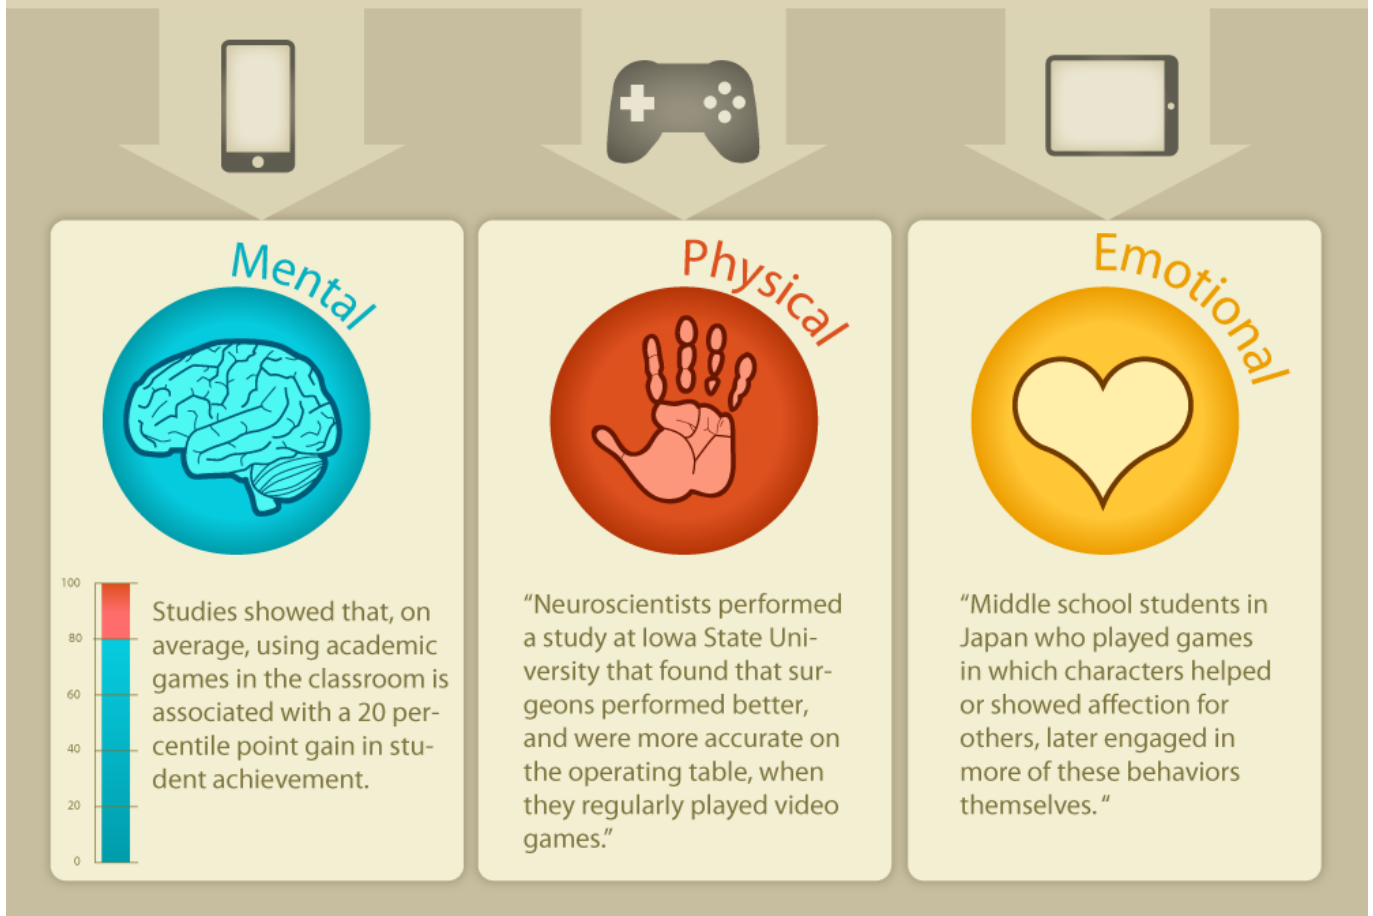 Mental
100
80
60
40
20
0
Studies showed that, on
average, using academic
games in the classroom is
associated with a 20 per-
centile point gain in stu-
dent achievement.
Physical
“Neuroscientists performed
a study at Iowa State Uni-
versity that found that sur-
geons performed better,
and were more accurate on
the operating table, when
they regularly played video
games.”
Emotional
“Middle school students in
Japan who played games
in which characters helped
or showed affection for
others, later engaged in
more of these behaviors
themselves. “